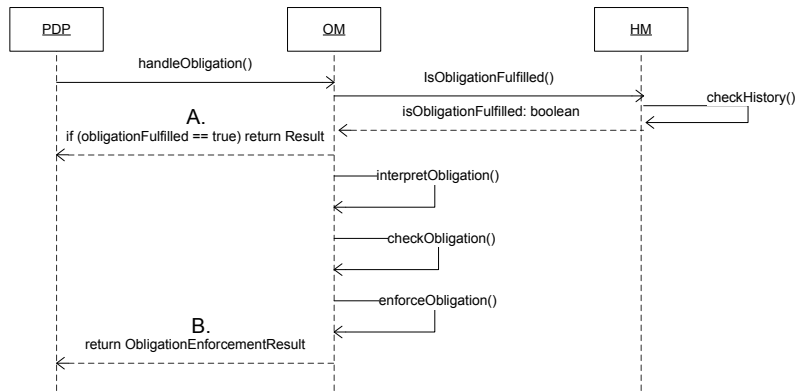 PDP
OM
HM
handleObligation()
IsObligationFulfilled()
checkHistory()
isObligationFulfilled: boolean
A.
if (obligationFulfilled == true) return Result
interpretObligation()
checkObligation()
enforceObligation()
B.
return ObligationEnforcementResult